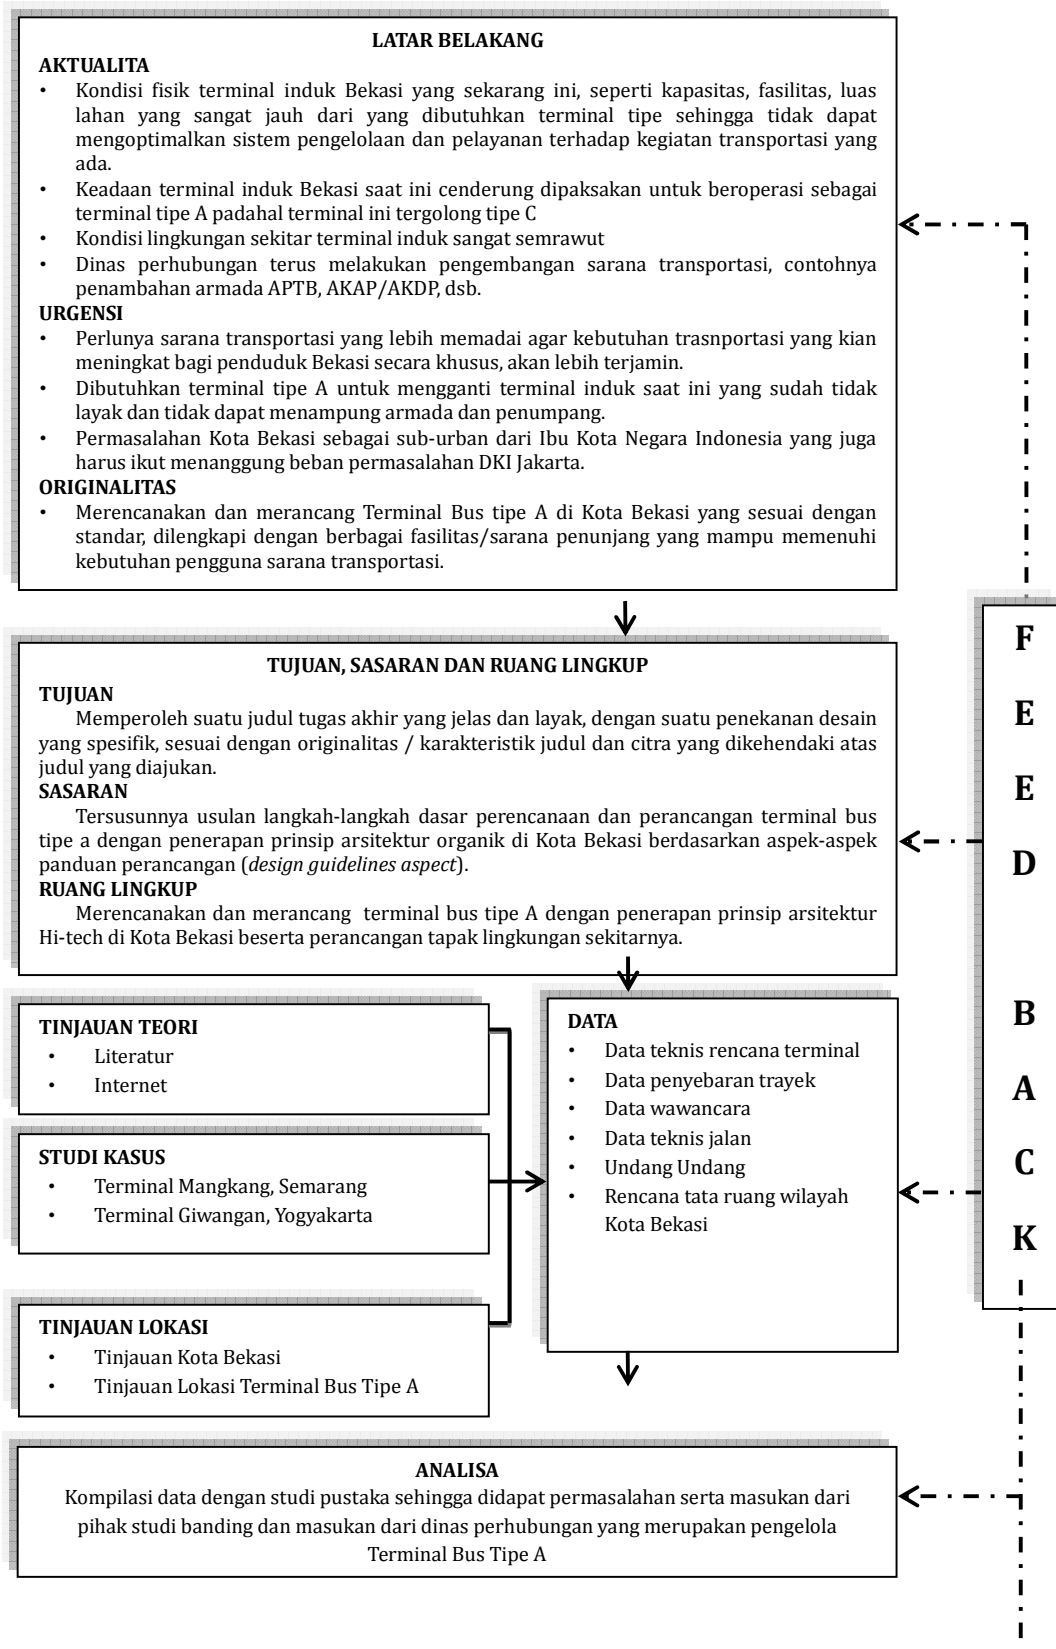 LATAR BELAKANG
AKTUALITA
• Kondisi fisik terminal induk Bekasi yang sekarang ini, seperti kapasitas, fasilitas, luas
lahan yang sangat jauh dari yang dibutuhkan terminal tipe sehingga tidak dapat
mengoptimalkan sistem pengelolaan dan pelayanan terhadap kegiatan transportasi yang
ada.
• Keadaan terminal induk Bekasi saat ini cenderung dipaksakan untuk beroperasi sebagai
terminal tipe A padahal terminal ini tergolong tipe C
• Kondisi lingkungan sekitar terminal induk sangat semrawut
• Dinas perhubungan terus melakukan pengembangan sarana transportasi, contohnya
penambahan armada APTB, AKAP/AKDP, dsb.
URGENSI
• Perlunya sarana transportasi yang lebih memadai agar kebutuhan trasnportasi yang kian
meningkat bagi penduduk Bekasi secara khusus, akan lebih terjamin.
• Dibutuhkan terminal tipe A untuk mengganti terminal induk saat ini yang sudah tidak
layak dan tidak dapat menampung armada dan penumpang.
• Permasalahan Kota Bekasi sebagai sub-urban dari Ibu Kota Negara Indonesia yang juga
harus ikut menanggung beban permasalahan DKI Jakarta.
ORIGINALITAS
• Merencanakan dan merancang Terminal Bus tipe A di Kota Bekasi yang sesuai dengan
standar, dilengkapi dengan berbagai fasilitas/sarana penunjang yang mampu memenuhi
kebutuhan pengguna sarana transportasi.
TUJUAN, SASARAN DAN RUANG LINGKUP
TUJUAN
Memperoleh suatu judul tugas akhir yang jelas dan layak, dengan suatu penekanan desain
yang spesifik, sesuai dengan originalitas / karakteristik judul dan citra yang dikehendaki atas
judul yang diajukan.
SASARAN
Tersusunnya usulan langkah-langkah dasar perencanaan dan perancangan terminal bus
tipe a dengan penerapan prinsip arsitektur organik di Kota Bekasi berdasarkan aspek-aspek
panduan perancangan (design guidelines aspect).
RUANG LINGKUP
Merencanakan dan merancang terminal bus tipe A dengan penerapan prinsip arsitektur
Hi-tech di Kota Bekasi beserta perancangan tapak lingkungan sekitarnya.
TINJAUAN TEORI
• Literatur
• Internet
STUDI KASUS
• Terminal Mangkang, Semarang
• Terminal Giwangan, Yogyakarta
TINJAUAN LOKASI
• Tinjauan Kota Bekasi
• Tinjauan Lokasi Terminal Bus Tipe A
DATA
• Data teknis rencana terminal
• Data penyebaran trayek
• Data wawancara
• Data teknis jalan
• Undang Undang
• Rencana tata ruang wilayah
Kota Bekasi
ANALISA
Kompilasi data dengan studi pustaka sehingga didapat permasalahan serta masukan dari
pihak studi banding dan masukan dari dinas perhubungan yang merupakan pengelola
Terminal Bus Tipe A
F
E
E
D
B
A
C
K